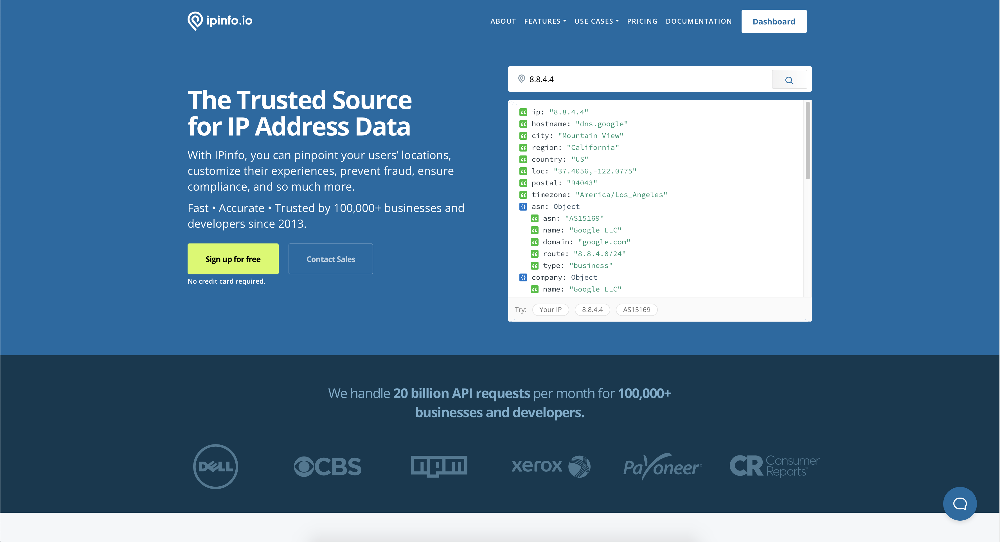 ipinfo.io
ABOUT FEATURES USE CASES PRICING DOCUMENTATION Dashboard
The Trusted Source
for IP Address Data
With IPinfo, you can pinpoint your users’ locations,
customize their experiences, prevent fraud, ensure
compliance, and so much more.
Fast • Accurate • Trusted by 100,000+ businesses and
developers since 2013.
Sign up for free
Contact Sales
No credit card required.
8.8.4.4
ip: "8.8.4.4"
hostname: "dns.google"
city: "Mountain View"
region: "California"
country: "US"
loc: "37.4056,-122.0775"
postal: "94043"
timezone: "America/Los_Angeles"
{} asn: Object
asn: "AS15169"
name: "Google LLC"
domain: "google.com"
route: "8.8.4.0/24"
type: "business"
{} company: Object
name: "Google LLC"
Try: Your IP 8.8.4.4 AS15169
We handle 20 billion API requests per month for 100,000+
businesses and developers.
DELL
CBS
npm
xerox
Payoneer®
CR Consumer
Reports™